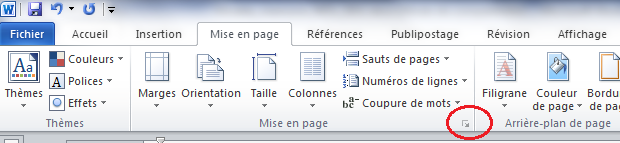 Fichier Accueil Insertion Mise en page Références Publipostage Révision Affichage
Couleurs Sauts de pages
Aa Polices Numéros de lignes
Thèmes Effets Marges Orientation Taille Colonnes Coupure de mots Filigrane Couleur de page
Thèmes Mise en page Arrière-plan de page